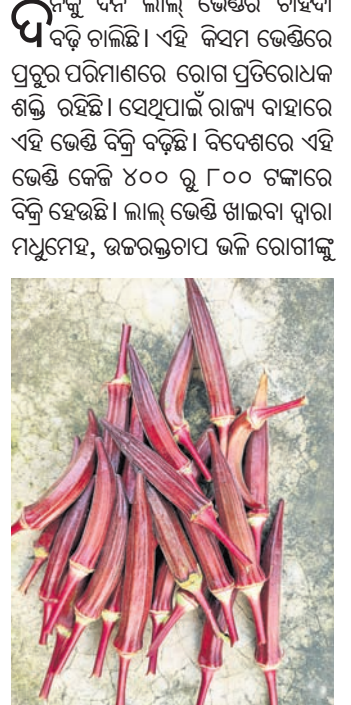 ଦିନକୁ ଦିନ ଲାଲ୍ ଭେଣ୍ଡିର ଚାହିଦା
ବଢ଼ି ଚାଲିଛି। ଏହି କିସମ ଭେଣ୍ଡିରେ
ପ୍ରଚୁର ପରିମାଣରେ ରୋଗ ପ୍ରତିରୋଧକ
ଶକ୍ତି ରହିଛି। ସେଥିପାଇଁ ରାଜ୍ୟ ବାହାରେ
ଏହି ଭେଣ୍ଡି ବିକ୍ରି ବଢ଼ିଛି। ବିଦେଶରେ ଏହି
ଭେଣ୍ଡି କେଜି ୪୦୦ ରୁ ୮୦୦ ଟଙ୍କାରେ
ବିକ୍ରି ହେଉଛି। ଲାଲ୍ ଭେଣ୍ଡି ଖାଇବା ଦ୍ୱାରା
ମଧୁମେହ, ଉଚ୍ଚରକ୍ତଚାପ ଭଳି ରୋଗୀଙ୍କୁ